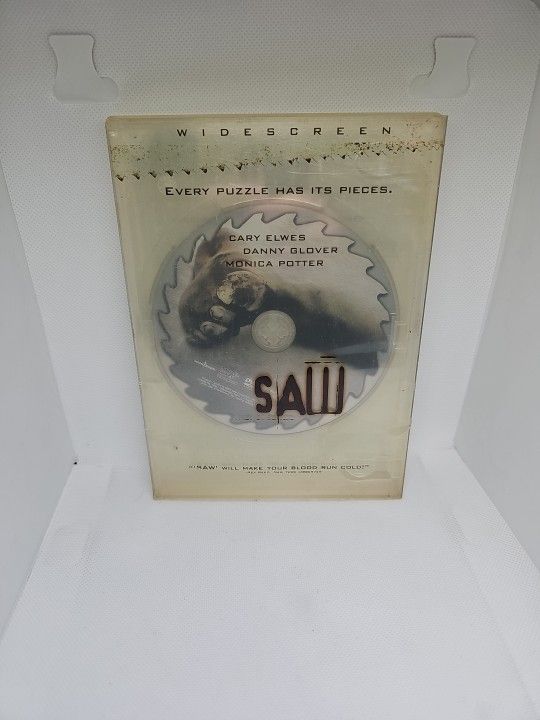 WIDESCREEN
EVERY PUZZLE HAS ITS PIECES.
CARY ELWES
DANNY GLOVER
MONICA POTTER
SAW
"'SAW' WILL MAKE YOUR BLOOD RUN COLD!"